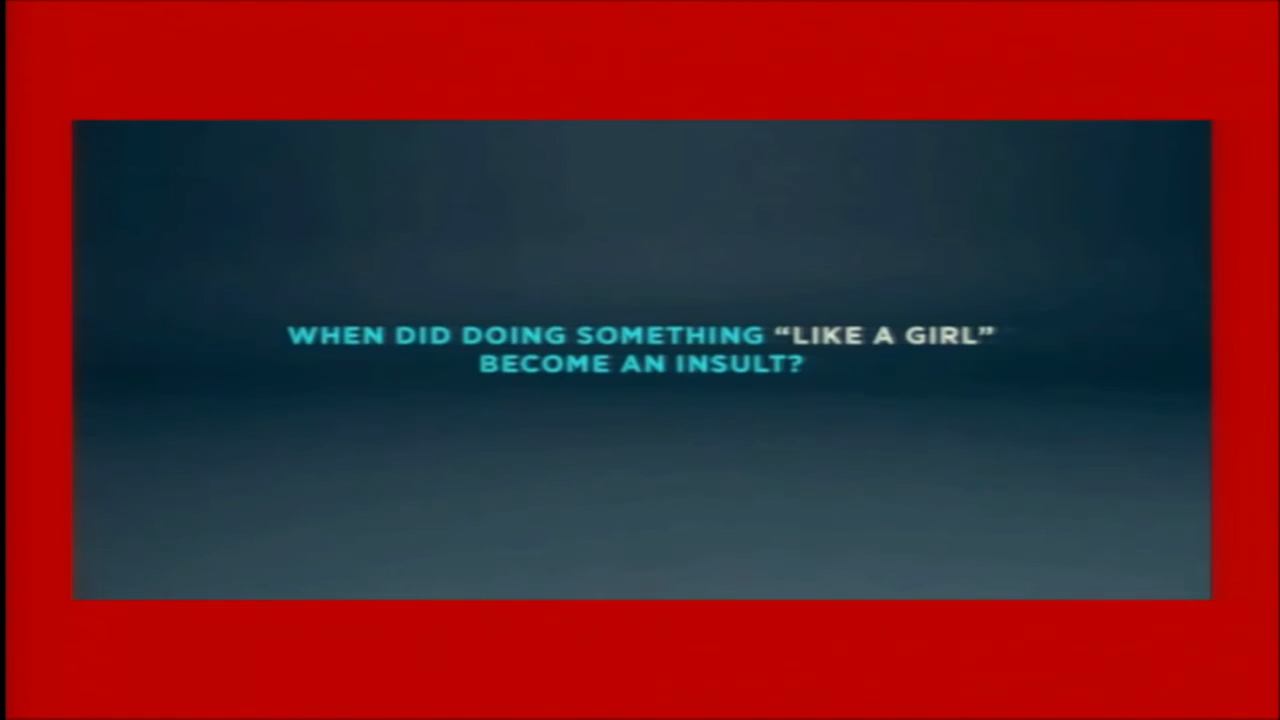 WHEN DID DOING SOMETHING “LIKE A GIRL”
BECOME AN INSULT?